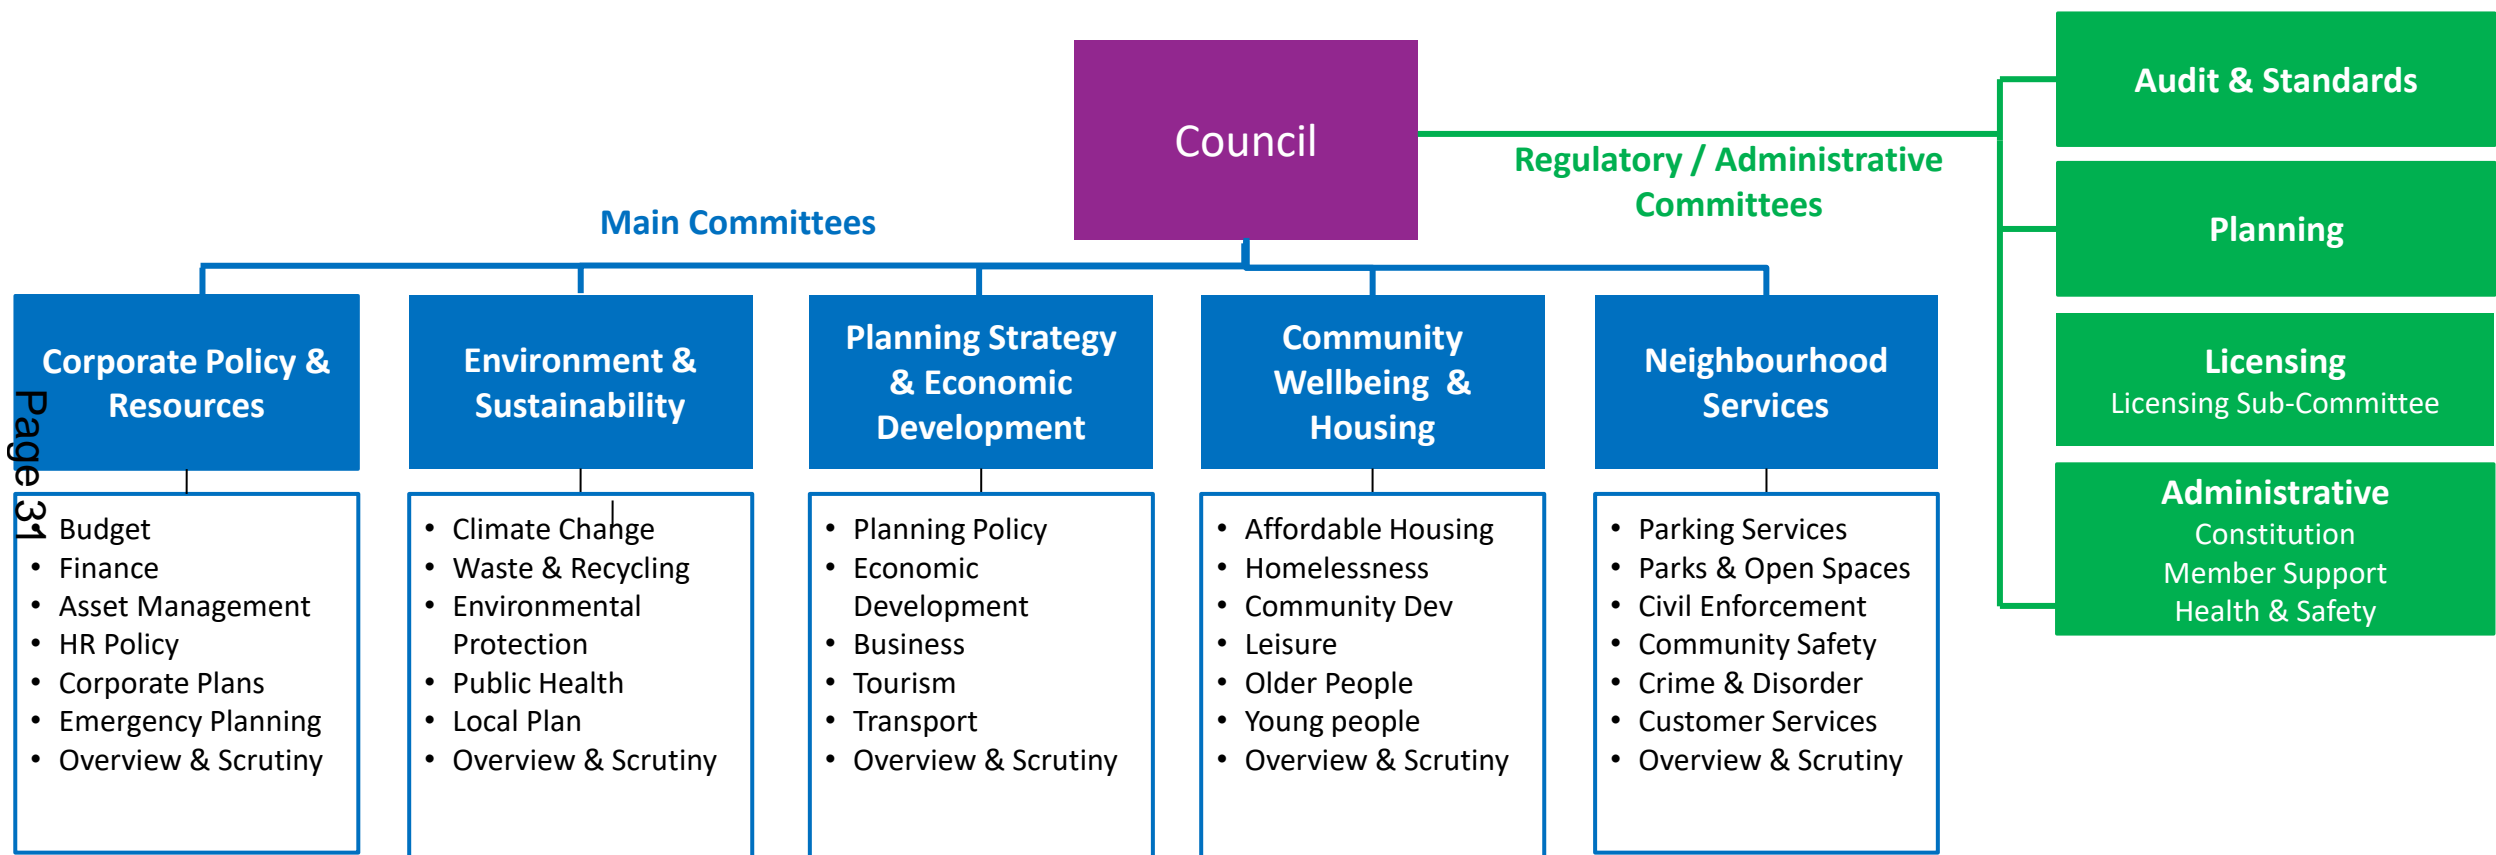 Council
Main Committees
Regulatory / Administrative
Committees
Corporate Policy &
Resources
Environment &
Sustainability
Planning Strategy
& Economic
Development
Community
Wellbeing &
Housing
Neighbourhood
Services
• Budget
• Finance
• Asset Management
• HR Policy
• Corporate Plans
• Emergency Planning
• Overview & Scrutiny
• Climate Change
• Waste & Recycling
• Environmental
Protection
• Public Health
• Local Plan
• Overview & Scrutiny
• Planning Policy
• Economic
Development
• Business
• Tourism
• Transport
• Overview & Scrutiny
• Affordable Housing
• Homelessness
• Community Dev
• Leisure
• Older People
• Young people
• Overview & Scrutiny
• Parking Services
• Parks & Open Spaces
• Civil Enforcement
• Community Safety
• Crime & Disorder
• Customer Services
• Overview & Scrutiny
Audit & Standards
Planning
Licensing
Licensing Sub-Committee
Administrative
Constitution
Member Support
Health & Safety
Page 31